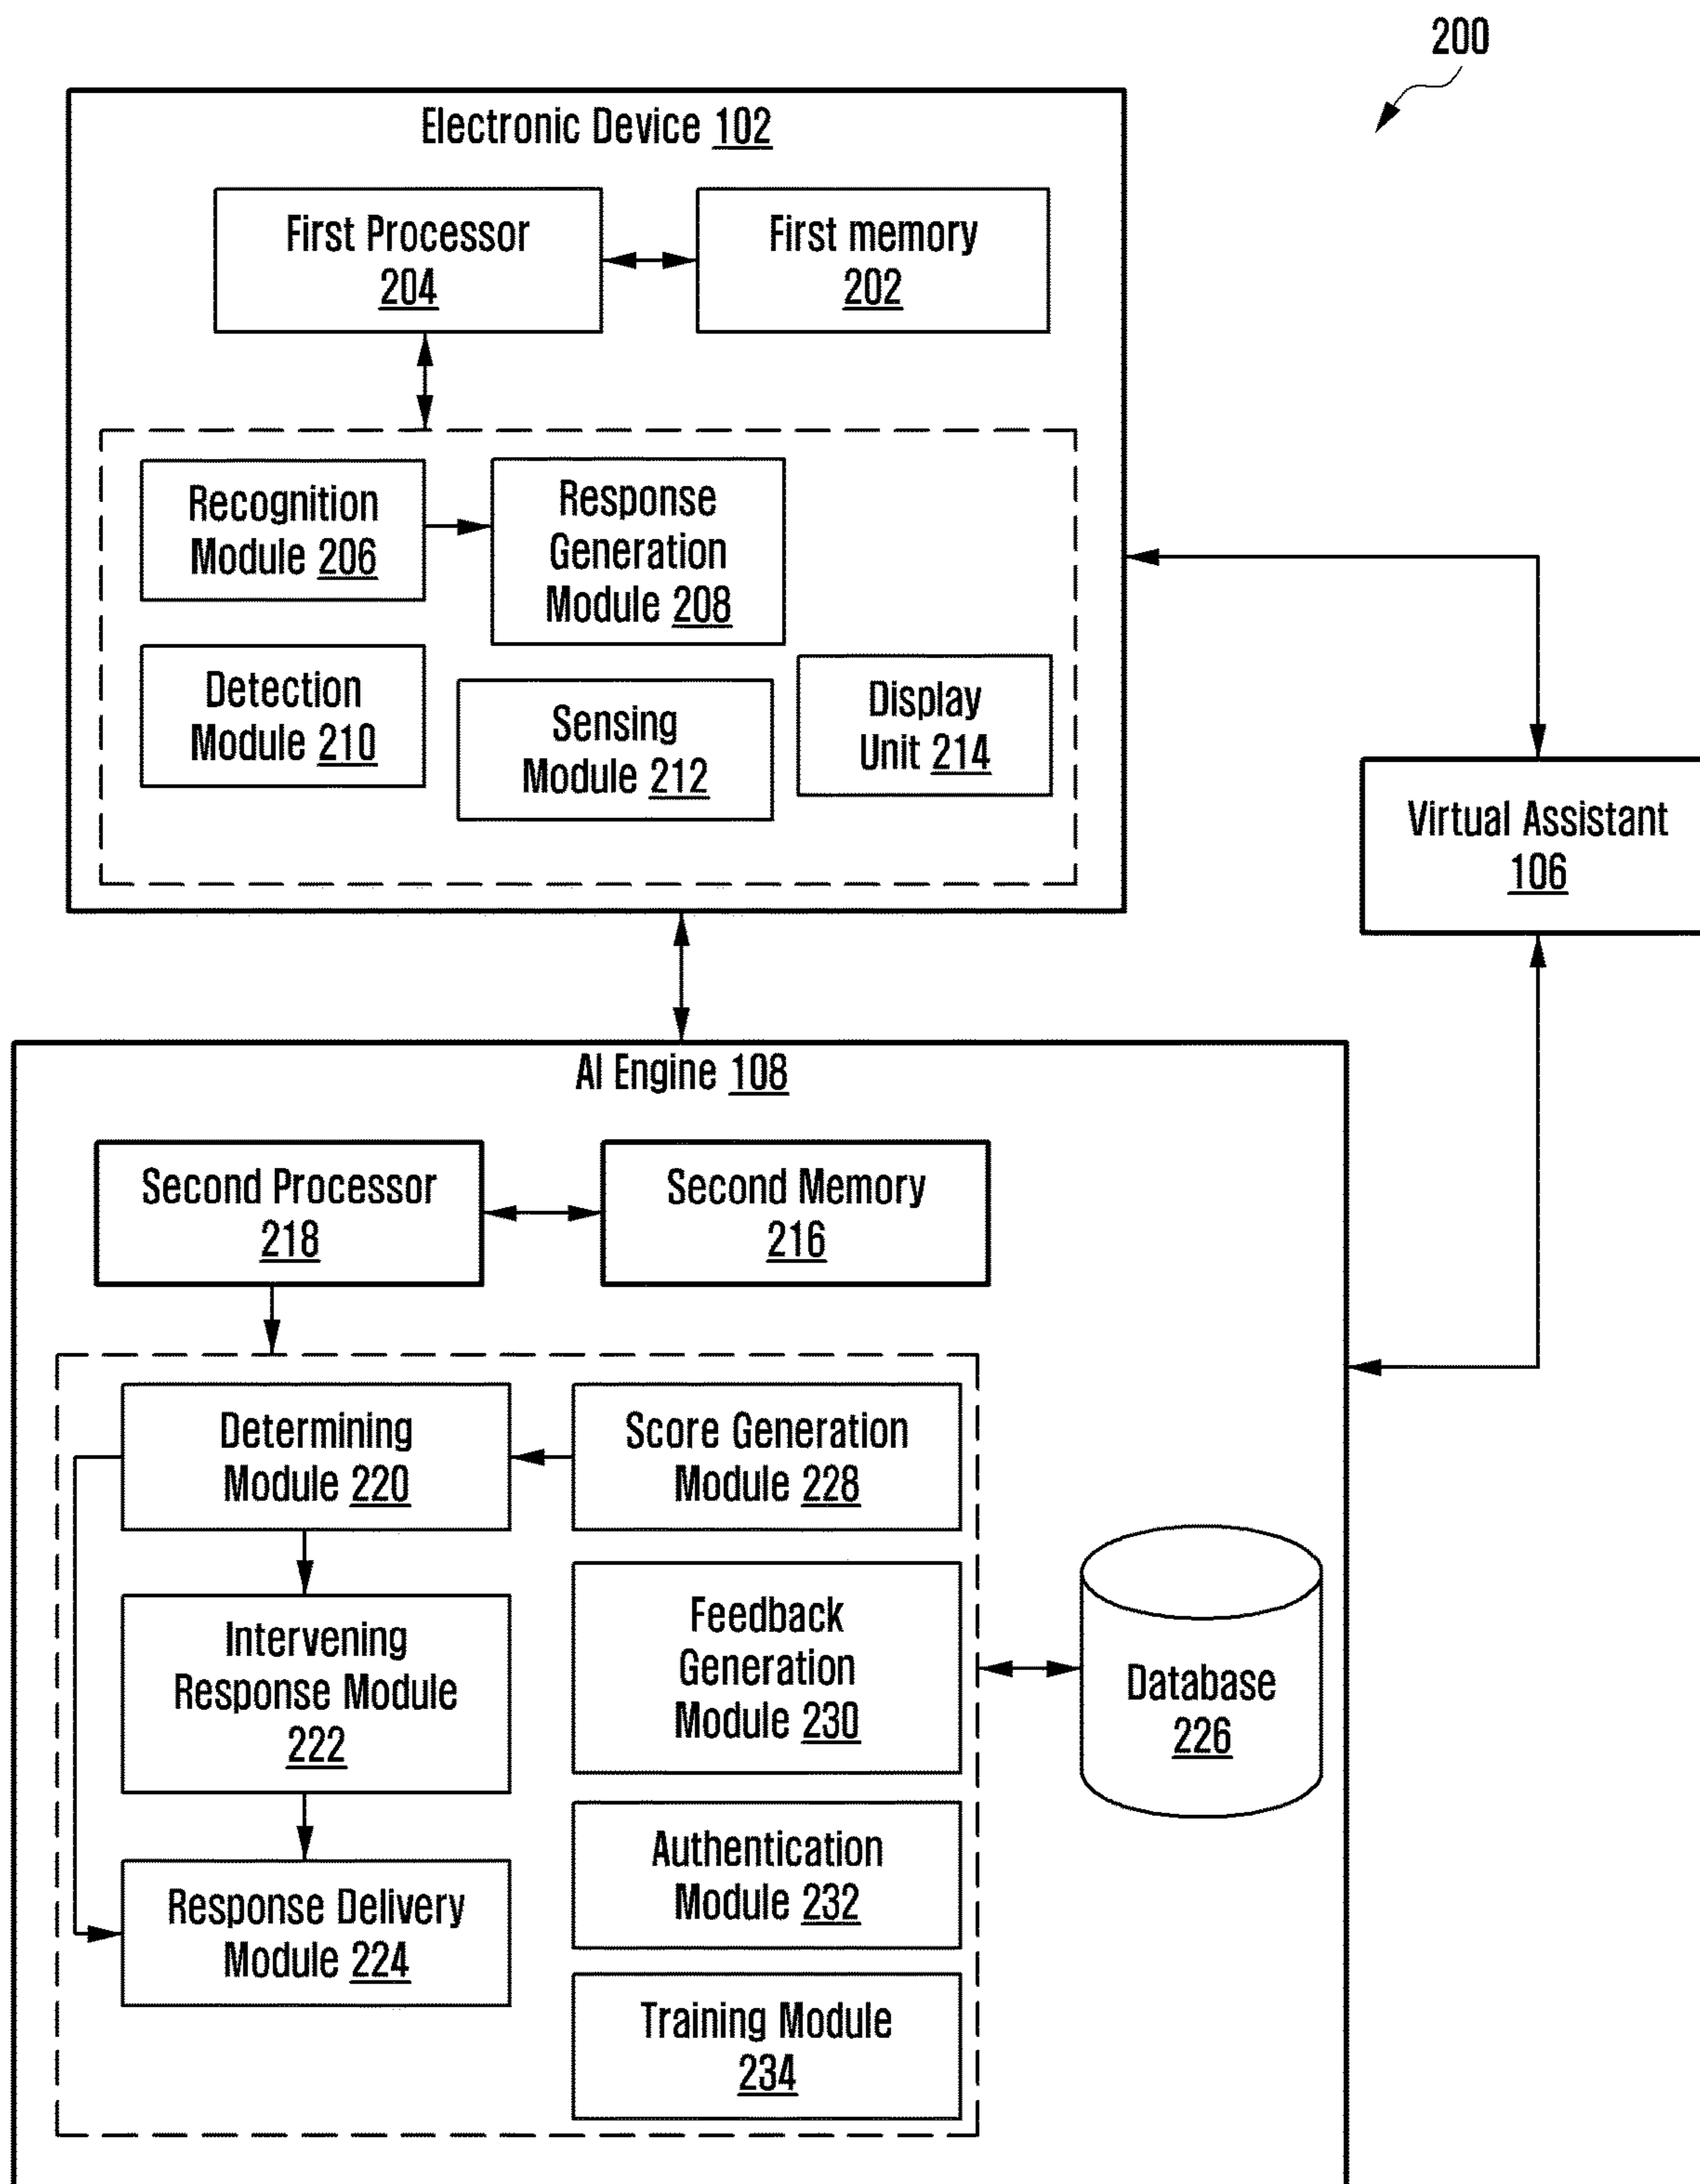 200
Electronic Device 102
First Processor
204
First memory
202
Recognition
Module 206
Response
Generation
Module 208
Detection
Module 210
Sensing
Module 212
Display
Unit 214
Virtual Assistant
106
AI Engine 108
Second Processor
218
Second Memory
216
Determining
Module 220
Score Generation
Module 228
Intervening
Response Module
222
Feedback
Generation
Module 230
Database
226
Response Delivery
Module 224
Authentication
Module 232
Training Module
234